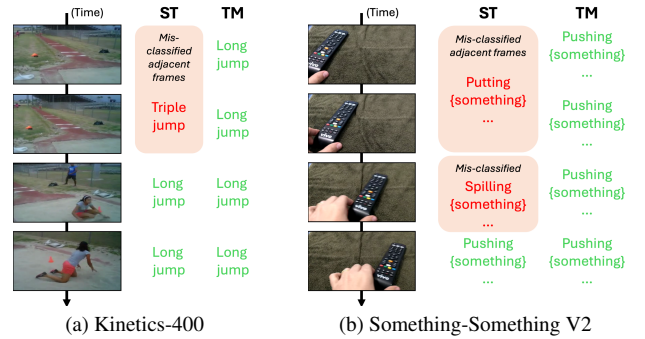 (Time) ST TM
Mis-
classified
adjacent
frames
Triple
jump
Long
jump
Long
jump
Long
jump
Long
jump
Long
jump
Long
jump
(a) Kinetics-400
(Time) ST TM
Mis-classified
adjacent frames
Putting
{something}
...
Pushing
{something}
...
Pushing
{something}
...
Mis-classified
Spilling
{something}
...
Pushing
{something}
...
Pushing
{something}
...
Pushing
{something}
...
vivo
(b) Something-Something V2